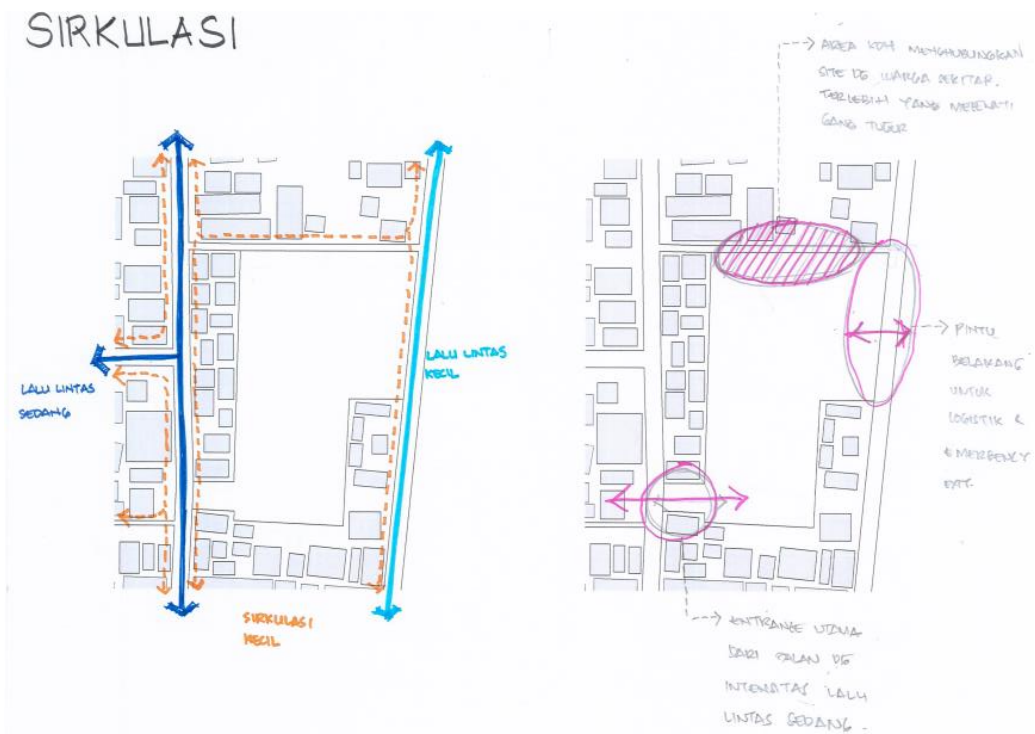 SIRKULASI
LALU LINTAS
SEDANG
LALU LINTAS
KECIL
SIRKULASI
KECIL
AREA YGH MENGHUBUNGKAN
SITE DG WARGA SEKITAR.
TERLEBIH YANG MELEWATI
GANG TUGUR
PINTU
BELAKANG
UNTUK
LOGISTIK &
EMERGENCY
EXIT.
ENTRANCE UTAMA
DARI JALAN DG
INTENSITAS LALU
LINTAS SEDANG.